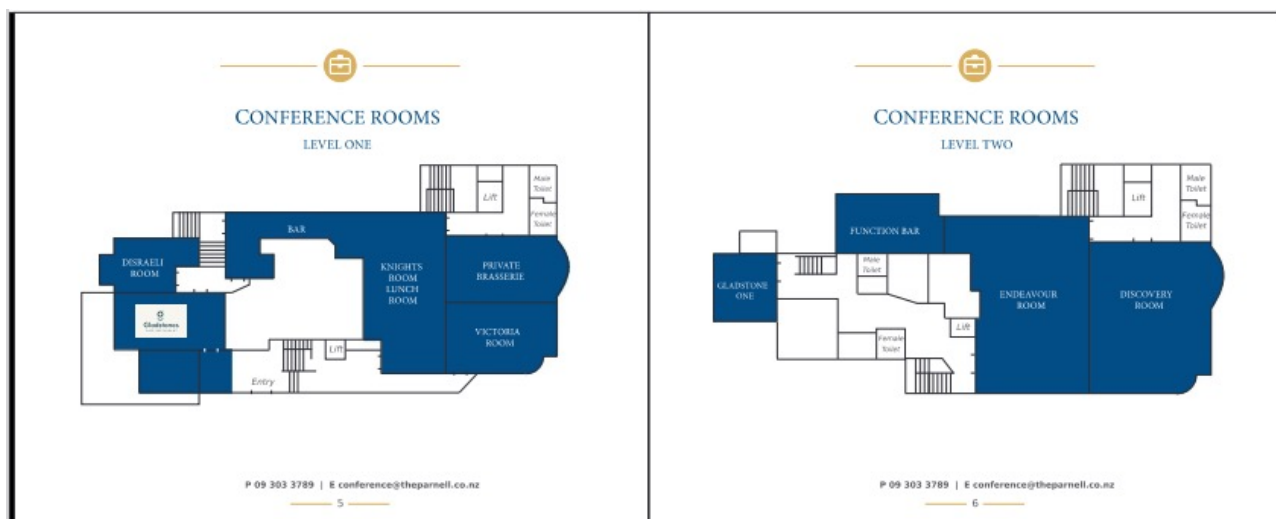 CONFERENCE ROOMS
LEVEL ONE
Male
Toilet
Lift
Female
Toilet
BAR
DISRAELI
ROOM
KNIGHTS
ROOM
LUNCH
ROOM
PRIVATE
BRASSERIE
Gladstones
VICTORIA
ROOM
Lift
Entry
P 09 303 3789 | E conference@theparnell.co.nz
5
CONFERENCE ROOMS
LEVEL TWO
Male
Toilet
Lift
Female
Toilet
FUNCTION BAR
Male
Toilet
GLADSTONE
ONE
ENDEAVOUR
ROOM
DISCOVERY
ROOM
Lift
Female
Toilet
P 09 303 3789 | E conference@theparnell.co.nz
6